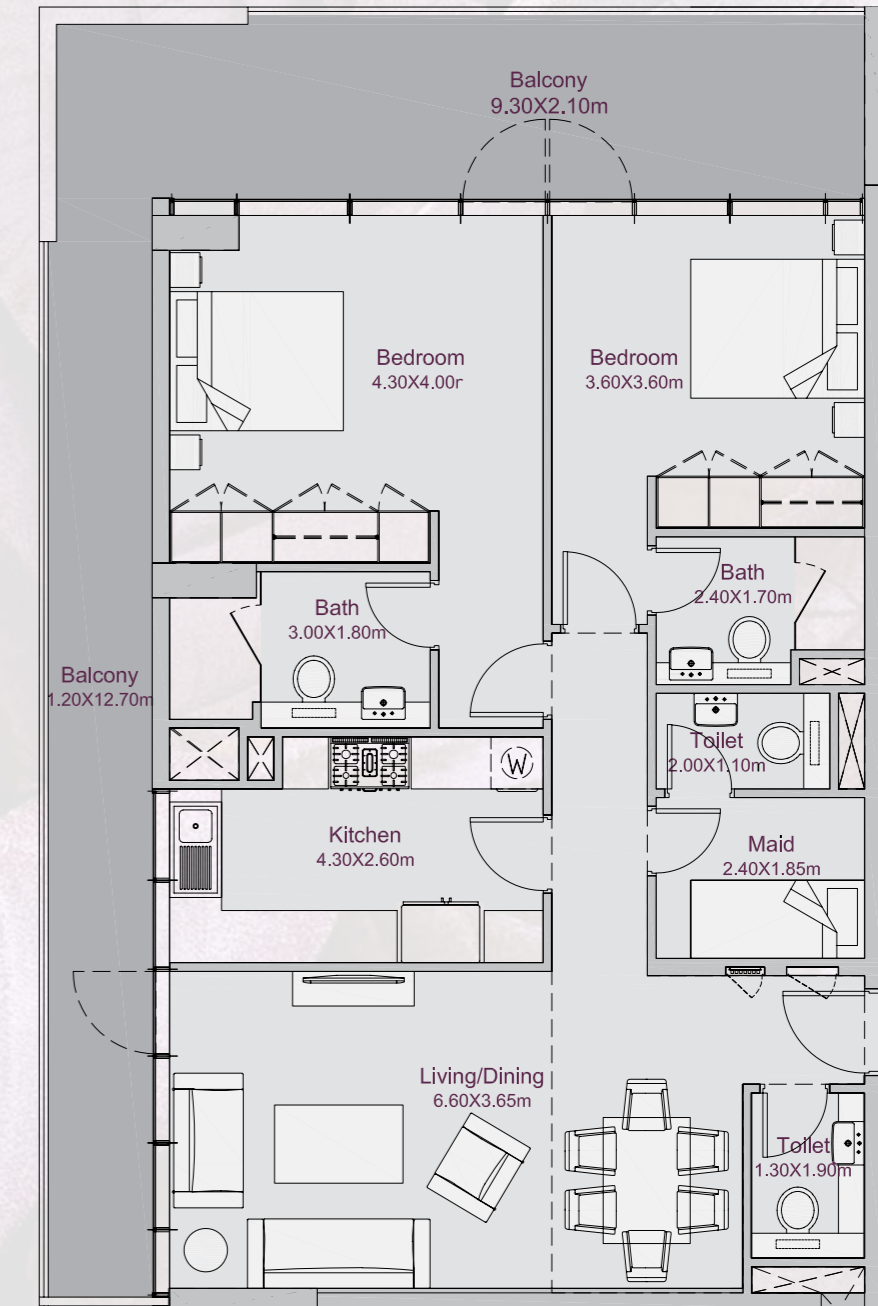 Balcony
9.30X2.10m
Bedroom
4.30X4.00r
Bedroom
3.60X3.60m
Bath
2.40X1.70m
Bath
3.00X1.80m
Balcony
1.20X12.70m
Toilet
2.00X1.10m
W
Kitchen
4.30X2.60m
Maid
2.40X1.85m
Living/Dining
6.60X3.65m
Toilet
1.30X1.90m